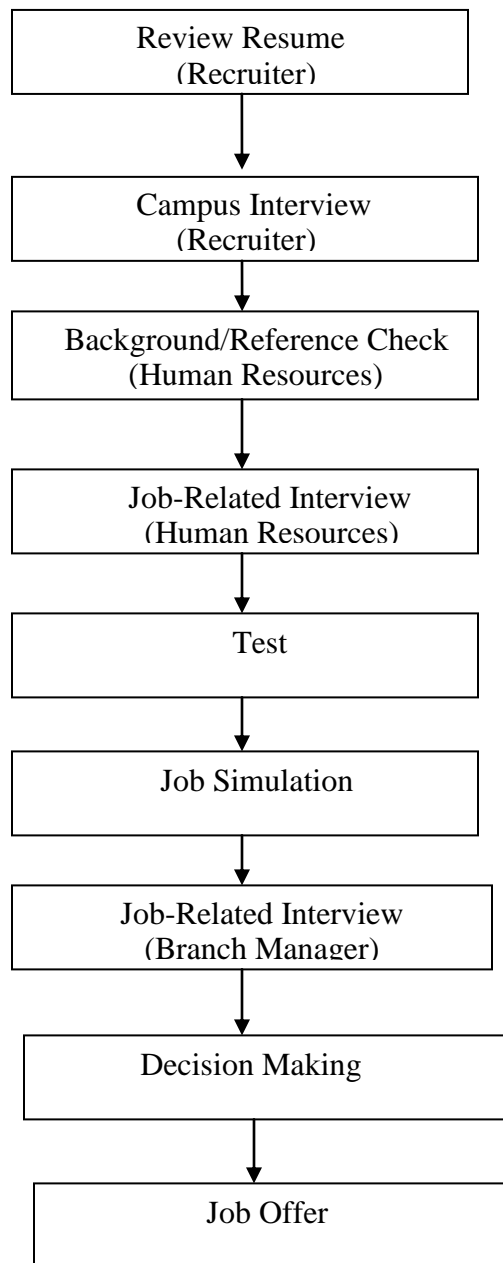 Review Resume
(Recruiter)
Campus Interview
(Recruiter)
Background/Reference Check
(Human Resources)
Job-Related Interview
(Human Resources)
Test
Job Simulation
Job-Related Interview
(Branch Manager)
Decision Making
Job Offer